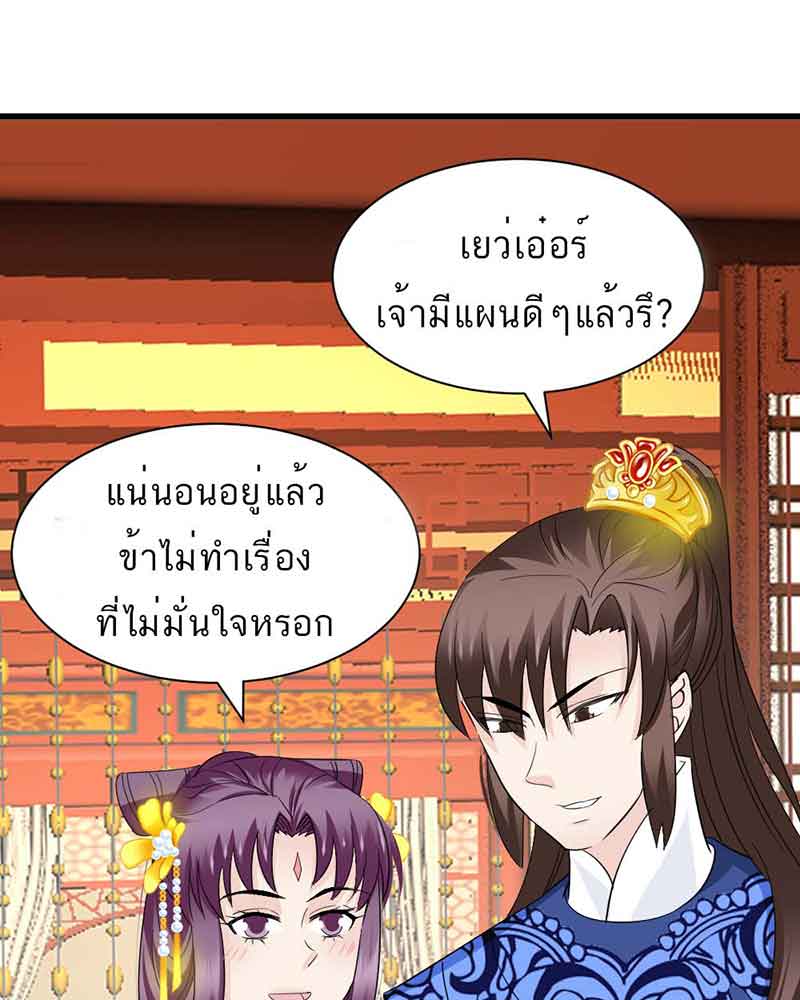 เยว่เอ๋อร์
เจ้ามีแผนดีๆแล้วรึ?
แน่นอนอยู่แล้ว
ข้าไม่ทำเรื่อง
ที่ไม่มั่นใจหรอก